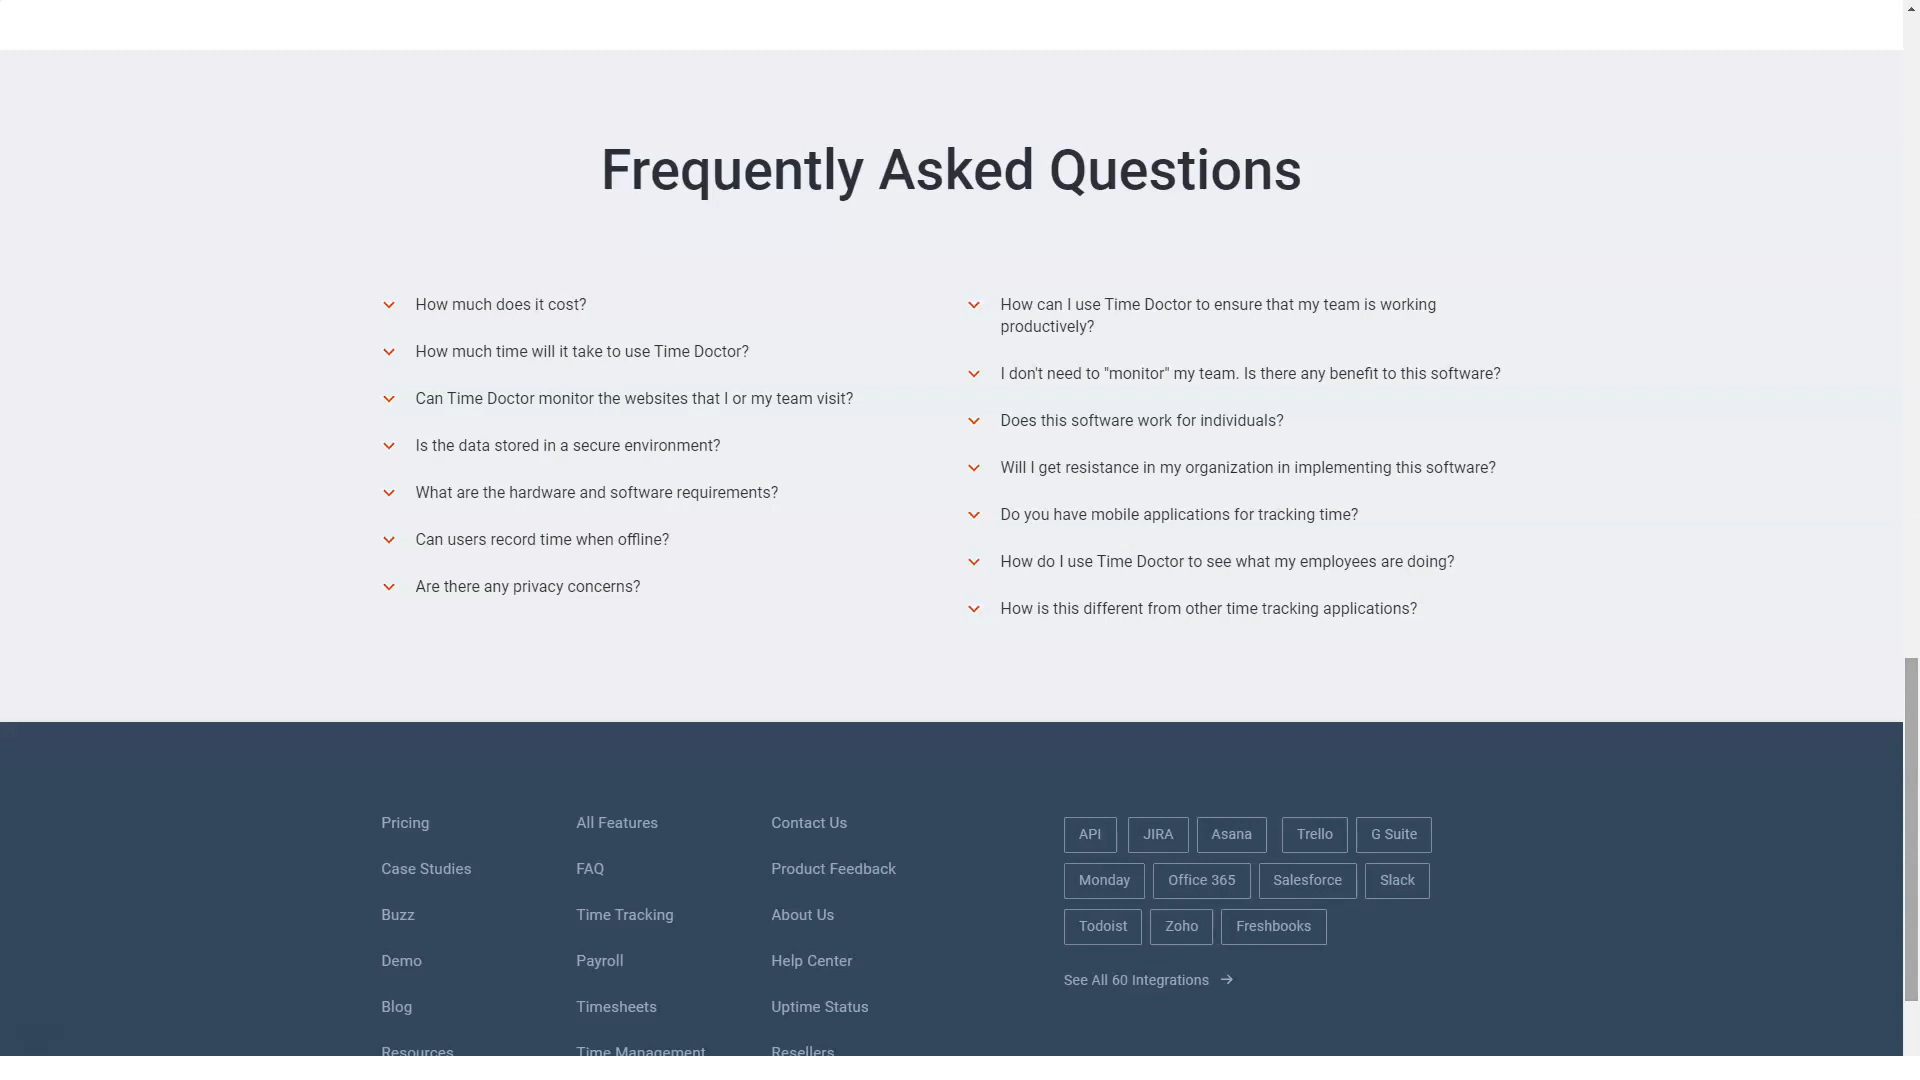 Frequently Asked Questions
How much does it cost?
How much time will it take to use Time Doctor?
Can Time Doctor monitor the websites that I or my team visit?
Is the data stored in a secure environment?
What are the hardware and software requirements?
Can users record time when offline?
Are there any privacy concerns?
How can I use Time Doctor to ensure that my team is working
productively?
I don't need to "monitor" my team. Is there any benefit to this software?
Does this software work for individuals?
Will I get resistance in my organization in implementing this software?
Do you have mobile applications for tracking time?
How do I use Time Doctor to see what my employees are doing?
How is this different from other time tracking applications?
Pricing
Case Studies
Buzz
Demo
Blog
Resources
All Features
FAQ
Time Tracking
Payroll
Timesheets
Time Management
Contact Us
Product Feedback
About Us
Help Center
Uptime Status
Resellers
API JIRA Asana Trello G Suite
Monday Office 365 Salesforce Slack
Todoist Zoho Freshbooks
See All 60 Integrations →